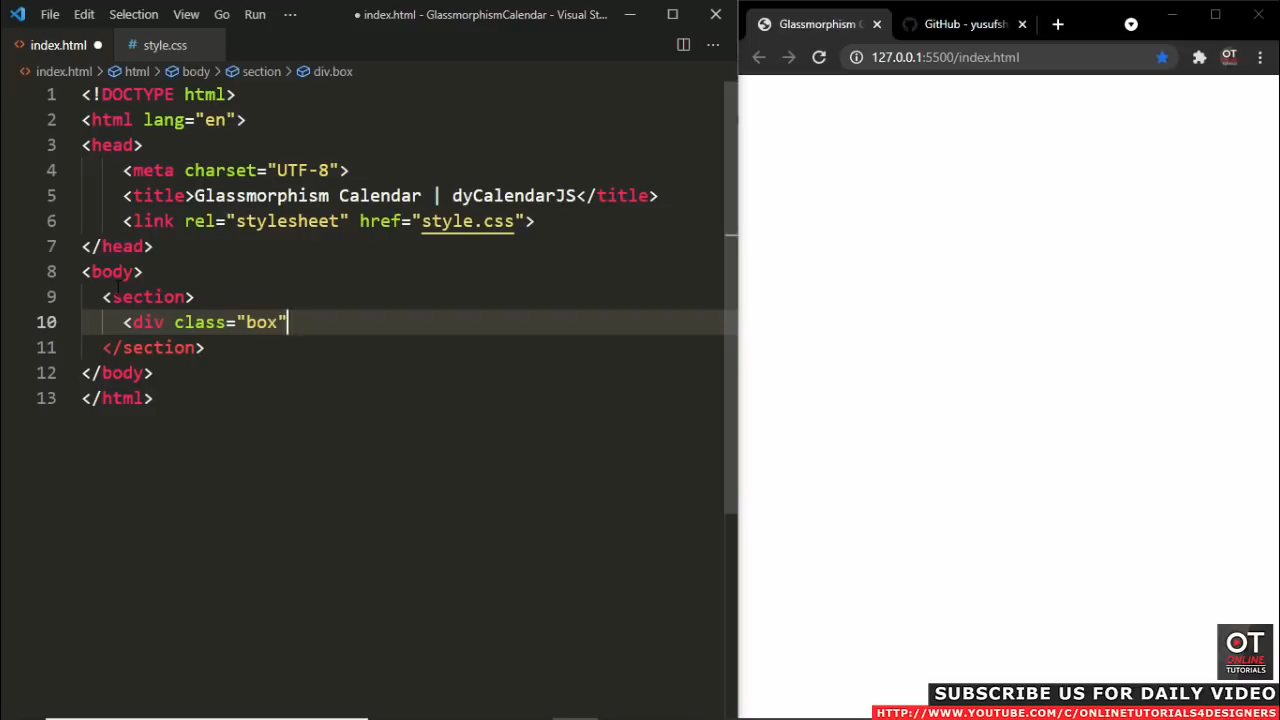 File Edit Selection View Go Run ··· ● index.html - GlassmorphismCalendar - Visual St...
<> index.html ● # style.css
<> index.html > html > body > section > div.box
1 <!DOCTYPE html>
2 <html lang="en">
3 <head>
4 <meta charset="UTF-8">
5 <title>Glassmorphism Calendar | dyCalendarJS</title>
6 <link rel="stylesheet" href="style.css">
7 </head>
8 <body>
9 <section>
10 <div class="box"
11 </section>
12 </body>
13 </html>
Glassmorphism C
GitHub - yusufsh
127.0.0.1:5500/index.html
OT
OT
ONLINE
TUTORIALS
SUBSCRIBE US FOR DAILY VIDEO
HTTP://WWW.YOUTUBE.COM/C/ONLINETUTORIALS4DESIGNERS